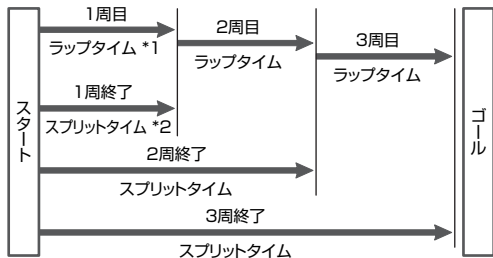 1周目
ラップタイム *1
2周目
ラップタイム
3周目
ラップタイム
1周終了
スプリットタイム *2
2周終了
スプリットタイム
3周終了
スプリットタイム
スタート
ゴール